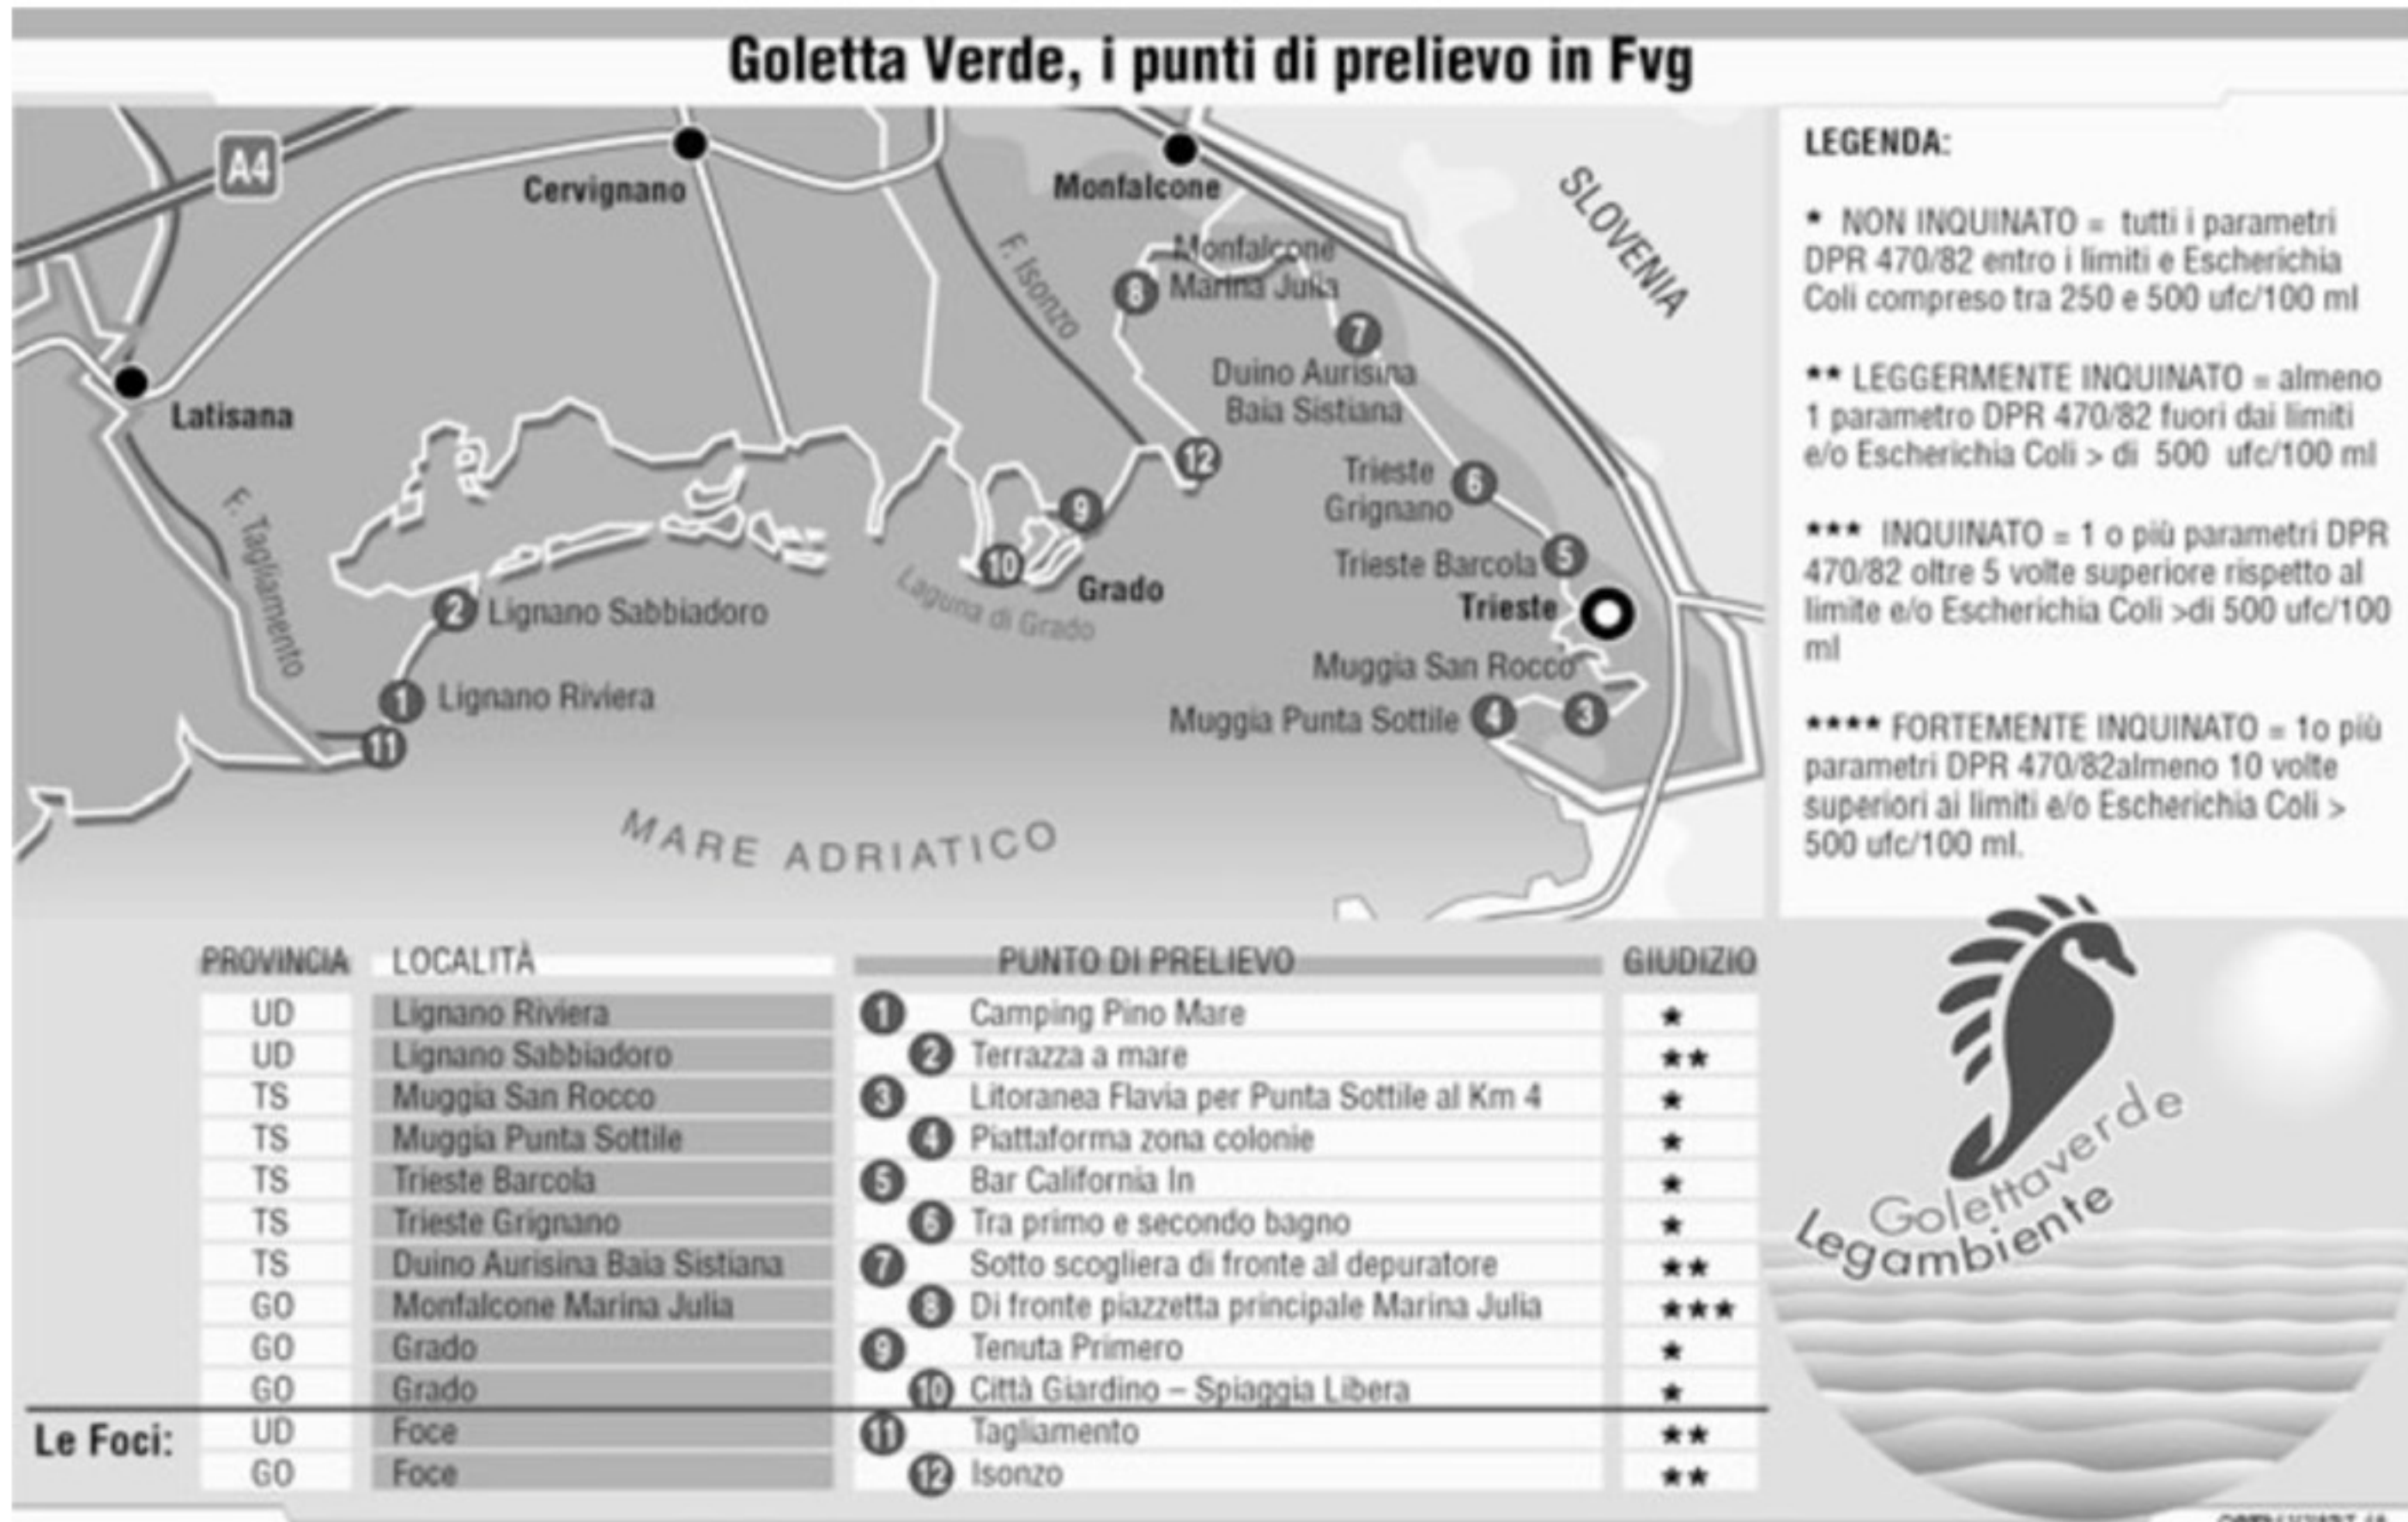 Goletta Verde, i punti di prelievo in Fvg
A4
Cervignano
Monfalcone
SLOVENIA
F. Isonzo
Monfalcone
Marina Julia
8
7
Duino Aurisina
Baia Sistiana
Latisana
12
Trieste
Grignano
6
F. Tagliamento
9
10
Grado
Laguna di Grado
Trieste Barcola
5
Trieste
2
Lignano Sabbiadoro
Muggia San Rocco
1
Lignano Riviera
Muggia Punta Sottile
4
3
11
MARE ADRIATICO
LEGENDA:
* NON INQUINATO = tutti i parametri
DPR 470/82 entro i limiti e Escherichia
Coli compreso tra 250 e 500 ufc/100 ml
** LEGGERMENTE INQUINATO = almeno
1 parametro DPR 470/82 fuori dai limiti
e/o Escherichia Coli > di 500 ufc/100 ml
*** INQUINATO = 1 o più parametri DPR
470/82 oltre 5 volte superiore rispetto al
limite e/o Escherichia Coli >di 500 ufc/100
ml
**** FORTEMENTE INQUINATO = 1o più
parametri DPR 470/82almeno 10 volte
superiori ai limiti e/o Escherichia Coli >
500 ufc/100 ml.
PROVINCIA LOCALITÀ PUNTO DI PRELIEVO GIUDIZIO
UD Lignano Riviera 1 Camping Pino Mare *
UD Lignano Sabbiadoro 2 Terrazza a mare **
TS Muggia San Rocco 3 Litoranea Flavia per Punta Sottile al Km 4 *
TS Muggia Punta Sottile 4 Piattaforma zona colonie *
TS Trieste Barcola 5 Bar California In *
TS Trieste Grignano 6 Tra primo e secondo bagno *
TS Duino Aurisina Baia Sistiana 7 Sotto scogliera di fronte al depuratore **
GO Monfalcone Marina Julia 8 Di fronte piazzetta principale Marina Julia ***
GO Grado 9 Tenuta Primero *
GO Grado 10 Città Giardino – Spiaggia Libera *
Le Foci:
UD Foce 11 Tagliamento **
GO Foce 12 Isonzo **
Golettaverde
Legambiente